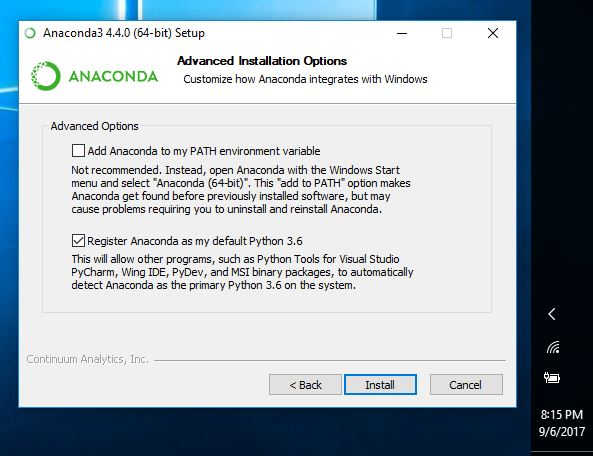 Anaconda3 4.4.0 (64-bit) Setup
ANACONDA
Advanced Installation Options
Customize how Anaconda integrates with Windows
Advanced Options
Add Anaconda to my PATH environment variable
Not recommended. Instead, open Anaconda with the Windows Start
menu and select "Anaconda (64-bit)". This "add to PATH" option makes
Anaconda get found before previously installed software, but may
cause problems requiring you to uninstall and reinstall Anaconda.
Register Anaconda as my default Python 3.6
This will allow other programs, such as Python Tools for Visual Studio
PyCharm, Wing IDE, PyDev, and MSI binary packages, to automatically
detect Anaconda as the primary Python 3.6 on the system.
Continuum Analytics, Inc.
< Back
Install
Cancel
8:15 PM
9/6/2017